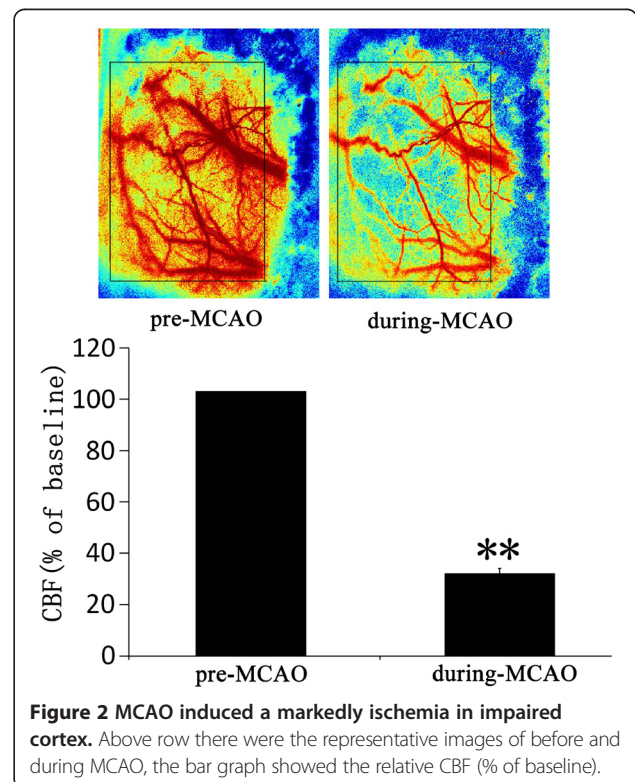 pre-MCAO
during-MCAO
120
100
80
60
40
20
0
CBF(% of baseline)
**
pre-MCAO
during-MCAO
Figure 2 MCAO induced a markedly ischemia in impaired
cortex. Above row there were the representative images of before and
during MCAO, the bar graph showed the relative CBF (% of baseline).